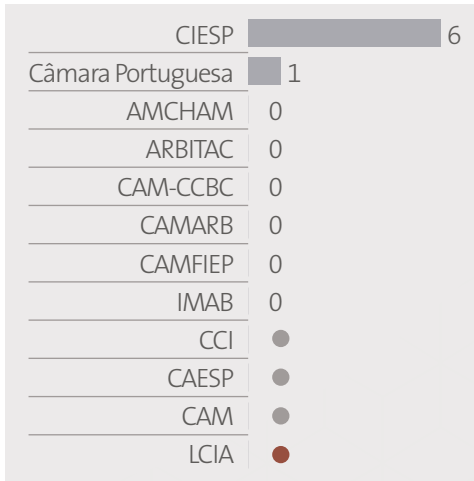 CIESP 6
Câmara Portuguesa 1
AMCHAM 0
ARBITAC 0
CAM-CCBC 0
CAMARB 0
CAMFIEP 0
IMAB 0
CCI
CAESP
CAM
LCIA